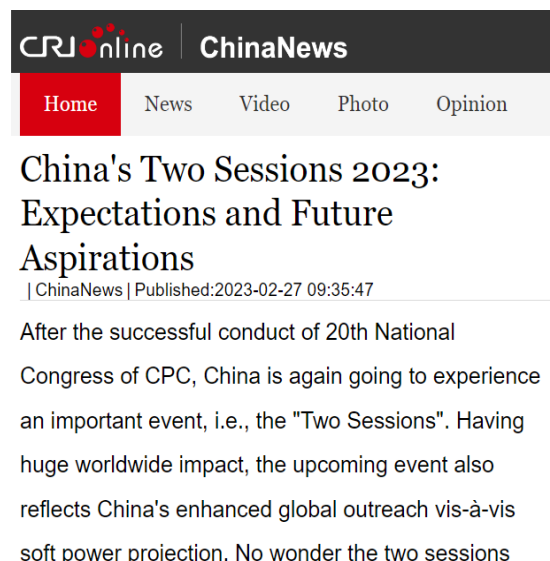 CRI online ChinaNews
Home News Video Photo Opinion
China's Two Sessions 2023:
Expectations and Future
Aspirations
| ChinaNews | Published:2023-02-27 09:35:47
After the successful conduct of 20th National
Congress of CPC, China is again going to experience
an important event, i.e., the "Two Sessions". Having
huge worldwide impact, the upcoming event also
reflects China's enhanced global outreach vis-à-vis
soft power projection. No wonder the two sessions